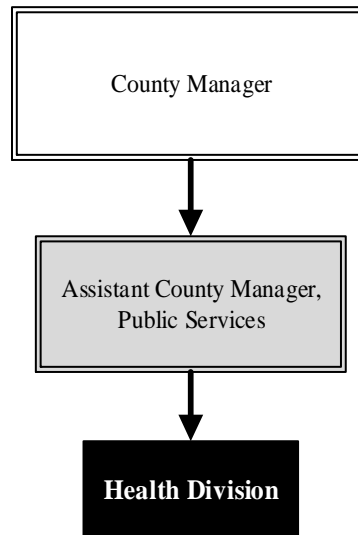 County Manager
Assistant County Manager,
Public Services
Health Division